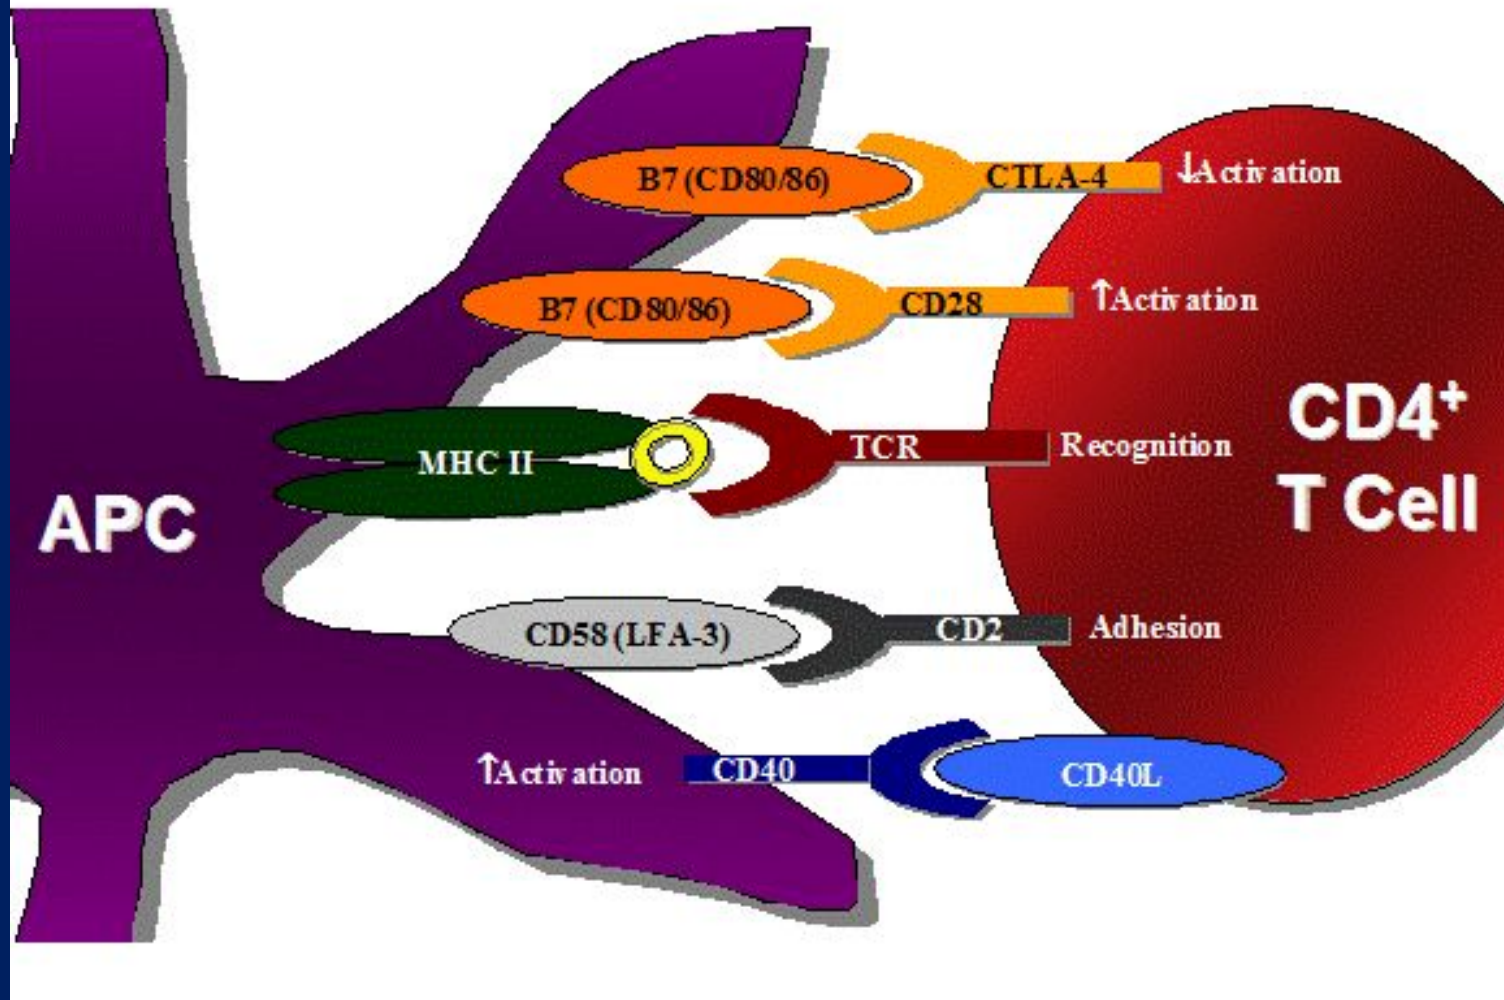 B7 (CD80/86) CTLA-4 ↓Activation
B7 (CD80/86) CD28 ↑Activation
MHC II TCR Recognition
APC
CD4⁺
T Cell
CD58 (LFA-3) CD2 Adhesion
↑Activation CD40 CD40L